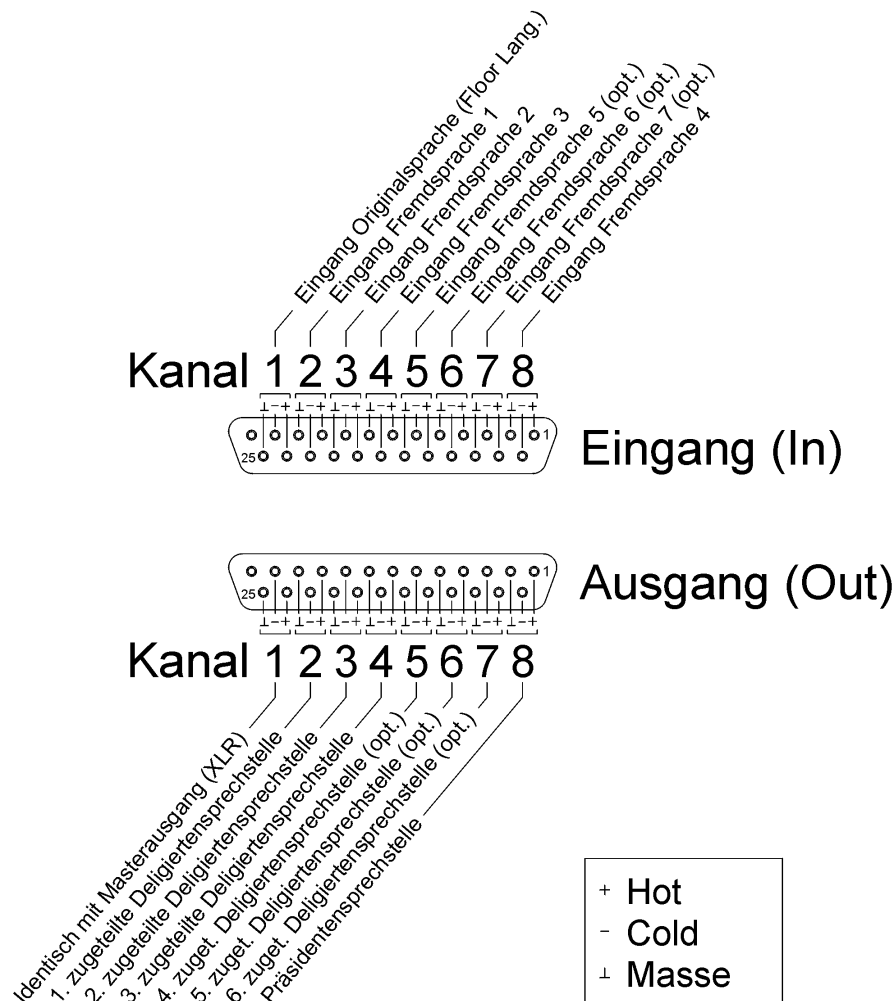 Eingang Originalsprache (Floor Lang.)
Eingang Fremdsprache 1
Eingang Fremdsprache 2
Eingang Fremdsprache 3
Eingang Fremdsprache 5 (opt.)
Eingang Fremdsprache 6 (opt.)
Eingang Fremdsprache 7 (opt.)
Eingang Fremdsprache 4
Kanal 1 2 3 4 5 6 7 8
⊥-+ ⊥-+ ⊥-+ ⊥-+ ⊥-+ ⊥-+ ⊥-+ ⊥-+
1
25
Eingang (In)
1
25
Ausgang (Out)
⊥-+ ⊥-+ ⊥-+ ⊥-+ ⊥-+ ⊥-+ ⊥-+ ⊥-+
Kanal 1 2 3 4 5 6 7 8
Identisch mit Masterausgang (XLR)
1. zugeteilte Deligiertensprechstelle
2. zugeteilte Deligiertensprechstelle
3. zugeteilte Deligiertensprechstelle
4. zuget. Deligiertensprechstelle (opt.)
5. zuget. Deligiertensprechstelle (opt.)
6. zuget. Deligiertensprechstelle (opt.)
Präsidentensprechstelle
+ Hot
- Cold
⊥ Masse